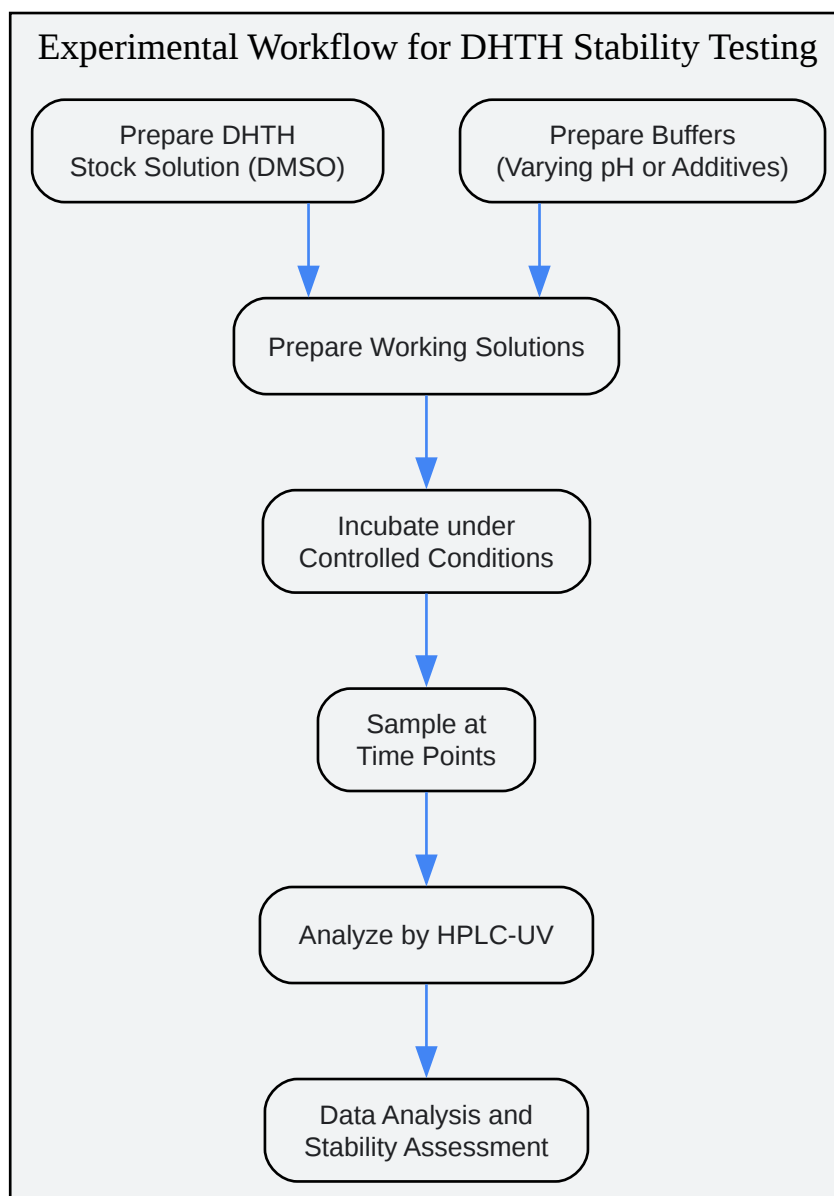 Experimental Workflow for DHTH Stability Testing
Prepare DHTH
Stock Solution (DMSO)
Prepare Buffers
(Varying pH or Additives)
Prepare Working Solutions
Incubate under
Controlled Conditions
Sample at
Time Points
Analyze by HPLC-UV
Data Analysis and
Stability Assessment